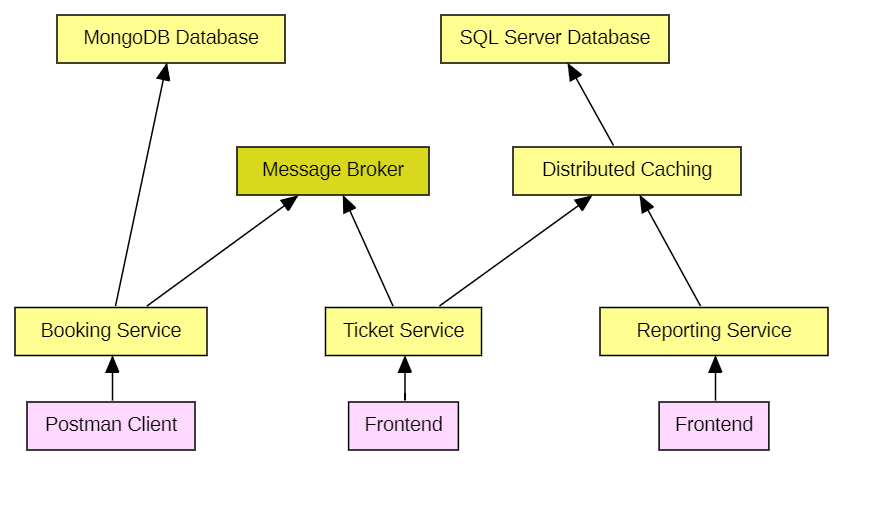 MongoDB Database
SQL Server Database
Message Broker
Distributed Caching
Booking Service
Ticket Service
Reporting Service
Postman Client
Frontend
Frontend